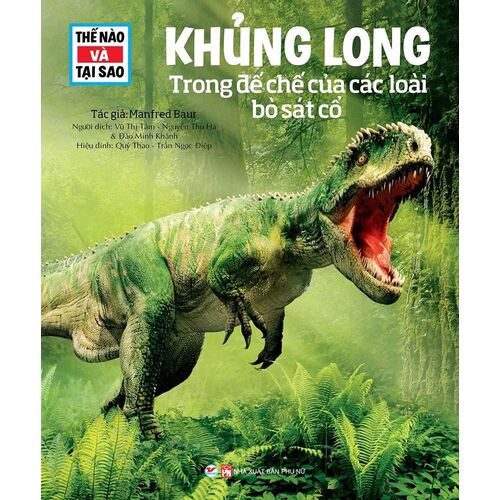 THẾ NÀO
VÀ
TẠI SAO
KHỦNG LONG
Trong đế chế của các loài
bò sát cổ
Tác giả: Manfred Baur
Người dịch: Vũ Thị Tâm - Nguyễn Thu Hà
& Đào Minh Khánh
Hiệu đính: Quý Thao - Trần Ngọc Điệp
PN NHÀ XUẤT BẢN PHỤ NỮ